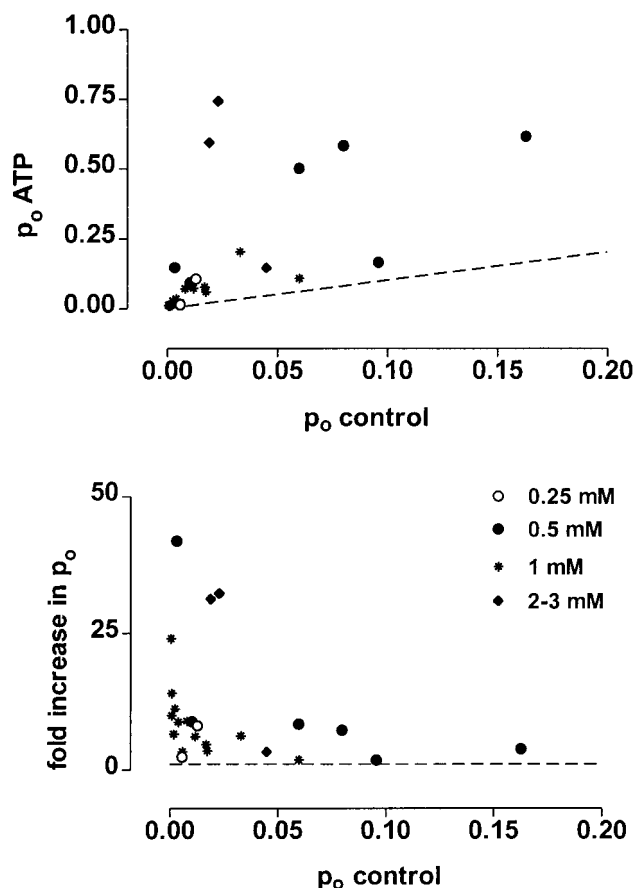 1.00
0.75
0.50
0.25
0.00
pₒ ATP
0.00 0.05 0.10 0.15 0.20
pₒ control
50
25
0
fold increase in pₒ
0.25 mM
0.5 mM
1 mM
2-3 mM
0.00 0.05 0.10 0.15 0.20
pₒ control